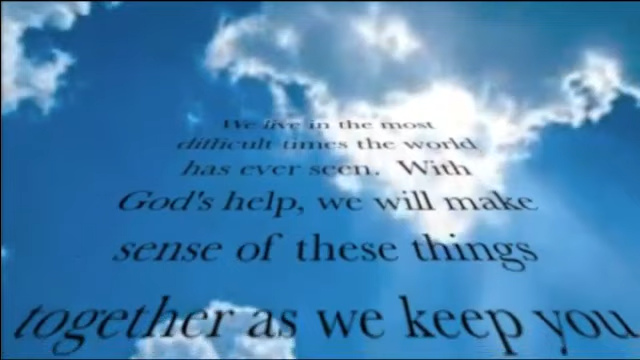 We live in the most
difficult times the world
has ever seen. With
God's help, we will make
sense of these things
together as we keep you